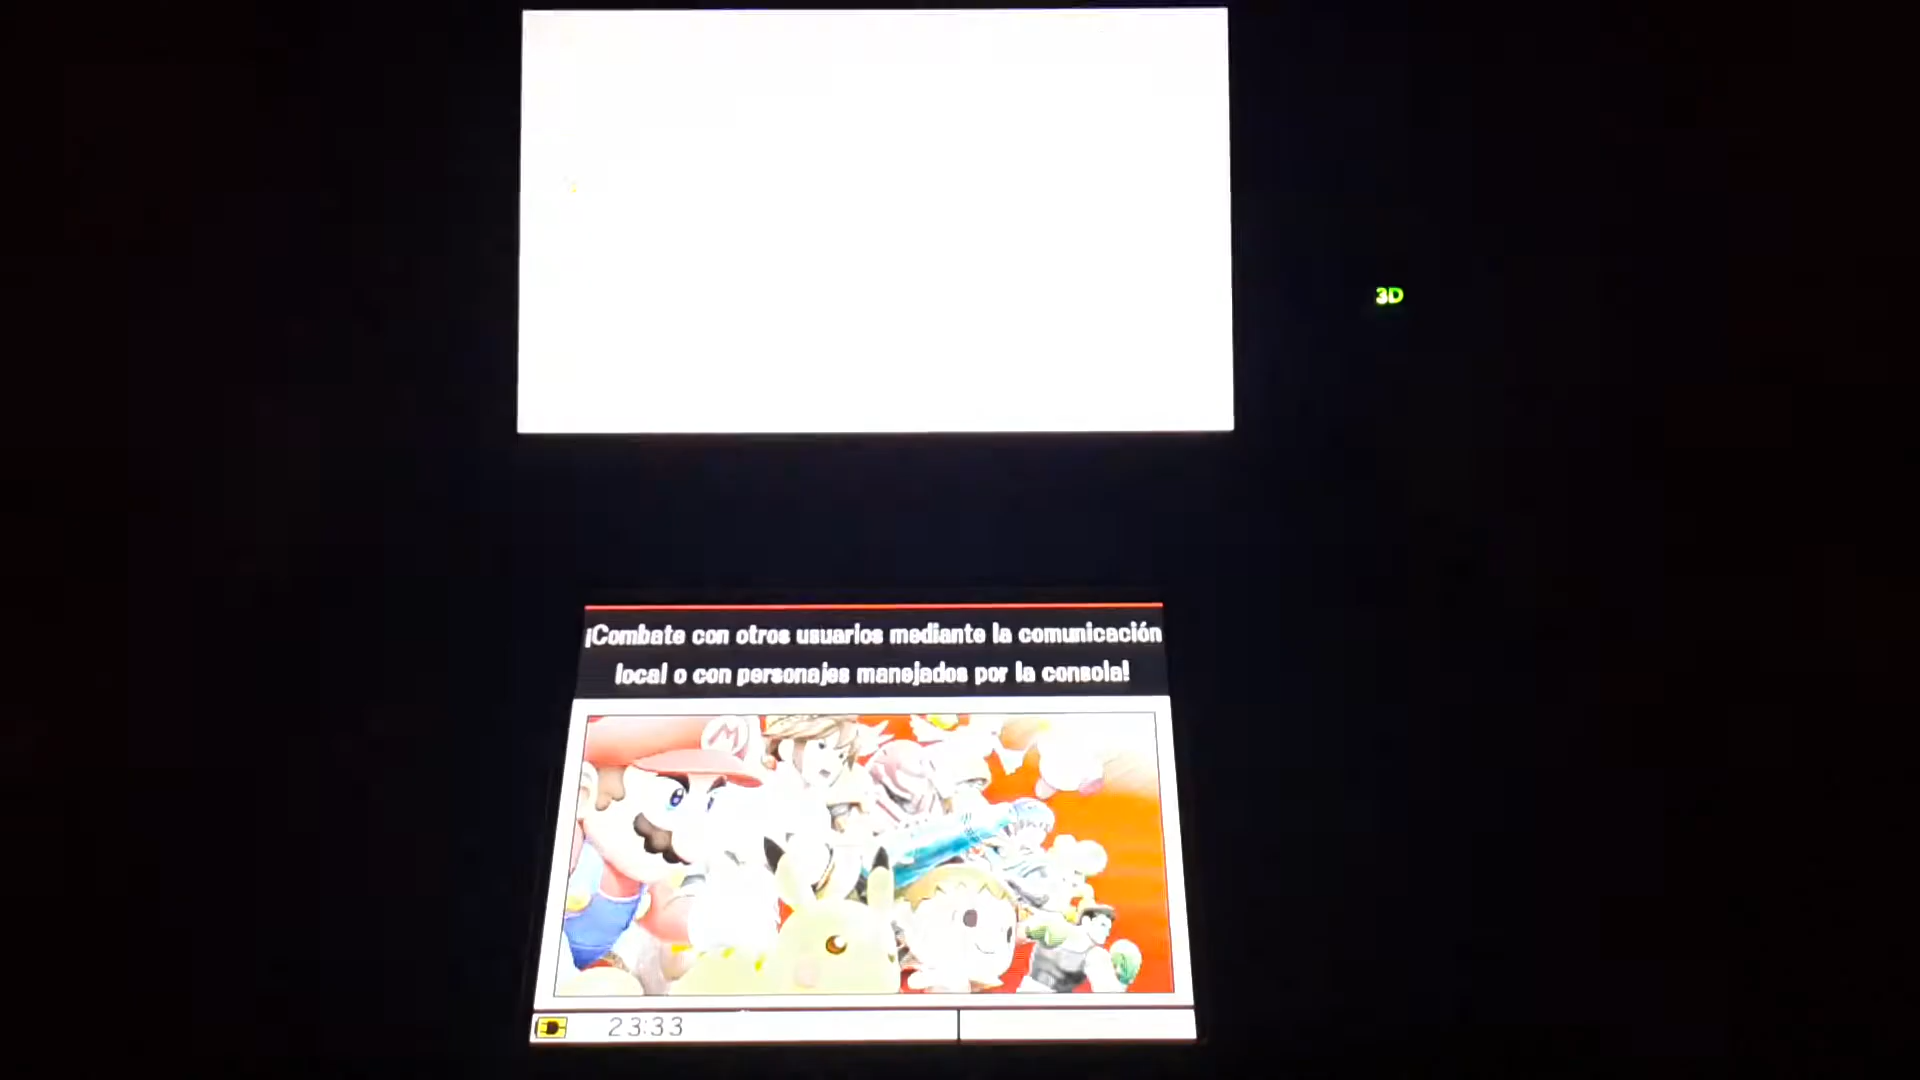 3D
¡Combate con otros usuarios mediante la comunicación
local o con personajes manejados por la consola!
M
23:33